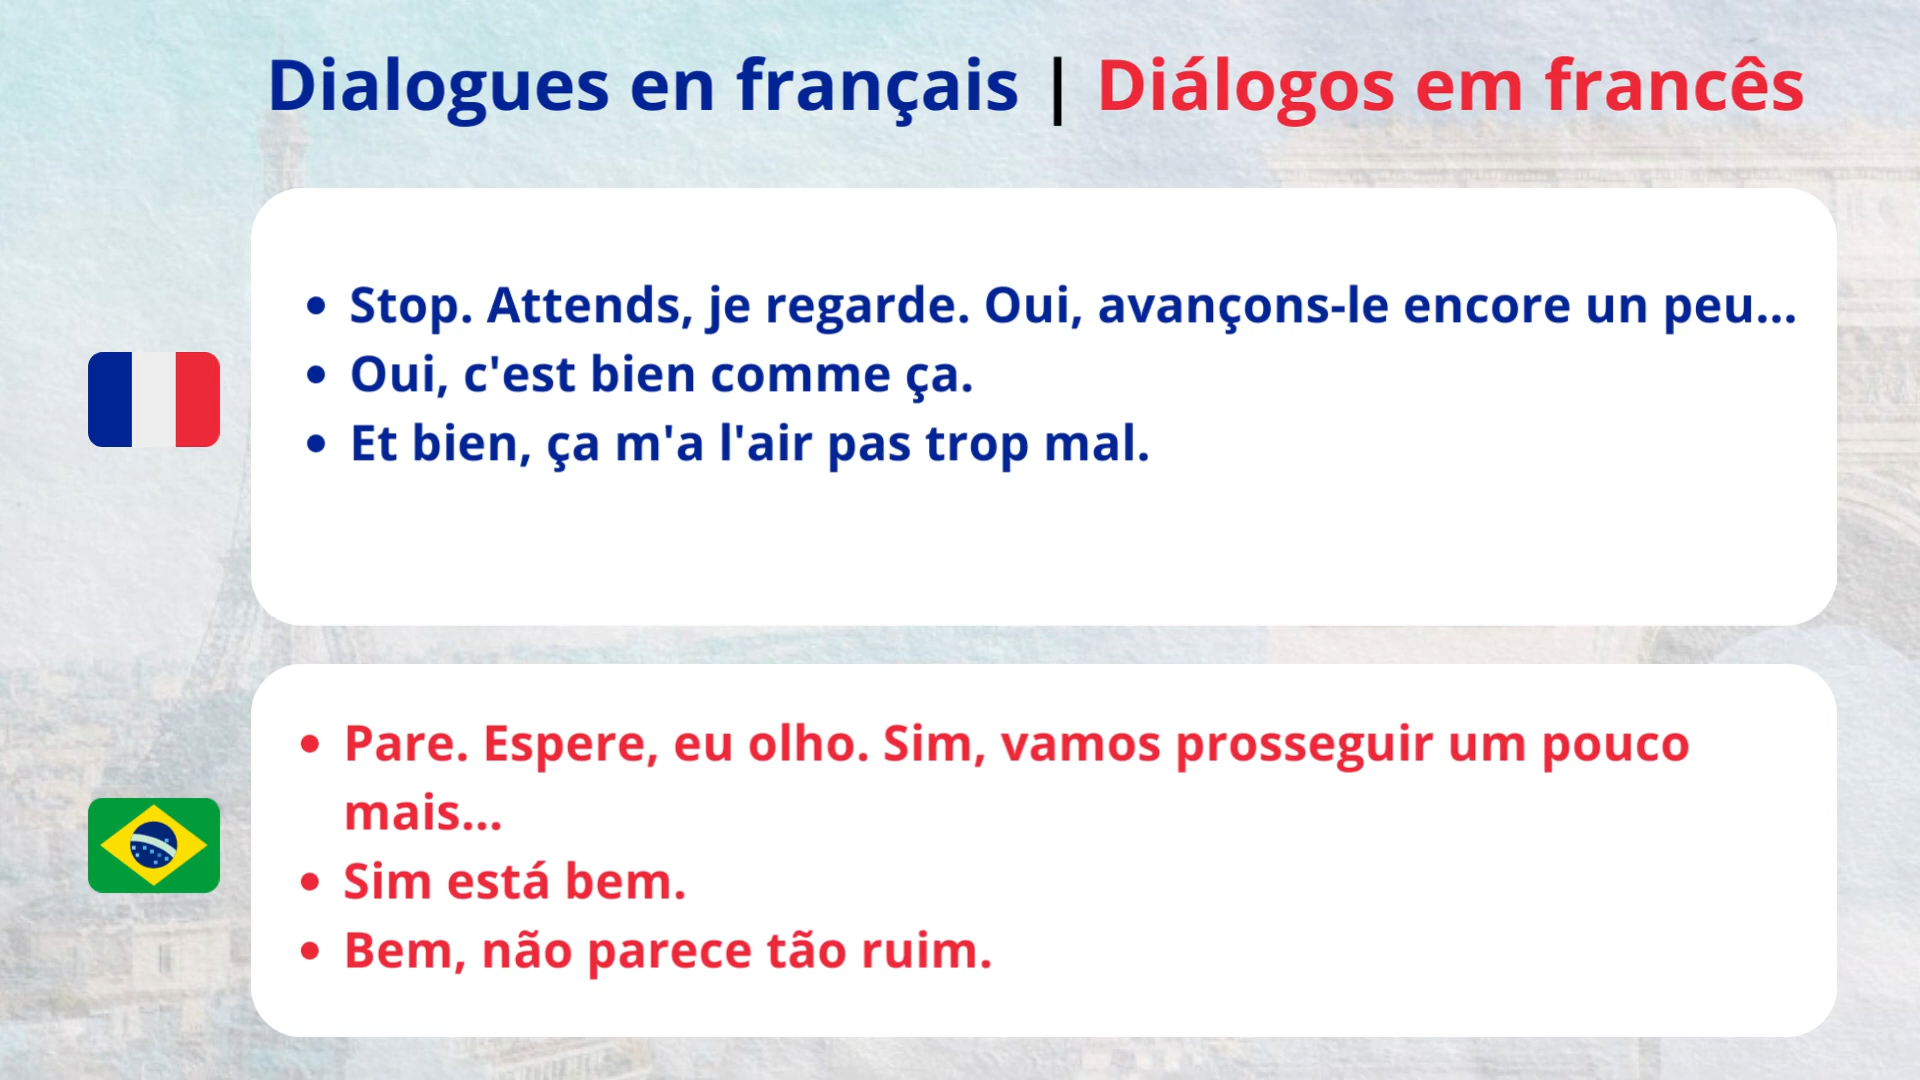 Dialogues en français | Diálogos em francês
• Stop. Attends, je regarde. Oui, avançons-le encore un peu...
• Oui, c'est bien comme ça.
• Et bien, ça m'a l'air pas trop mal.
• Pare. Espere, eu olho. Sim, vamos prosseguir um pouco
mais...
• Sim está bem.
• Bem, não parece tão ruim.